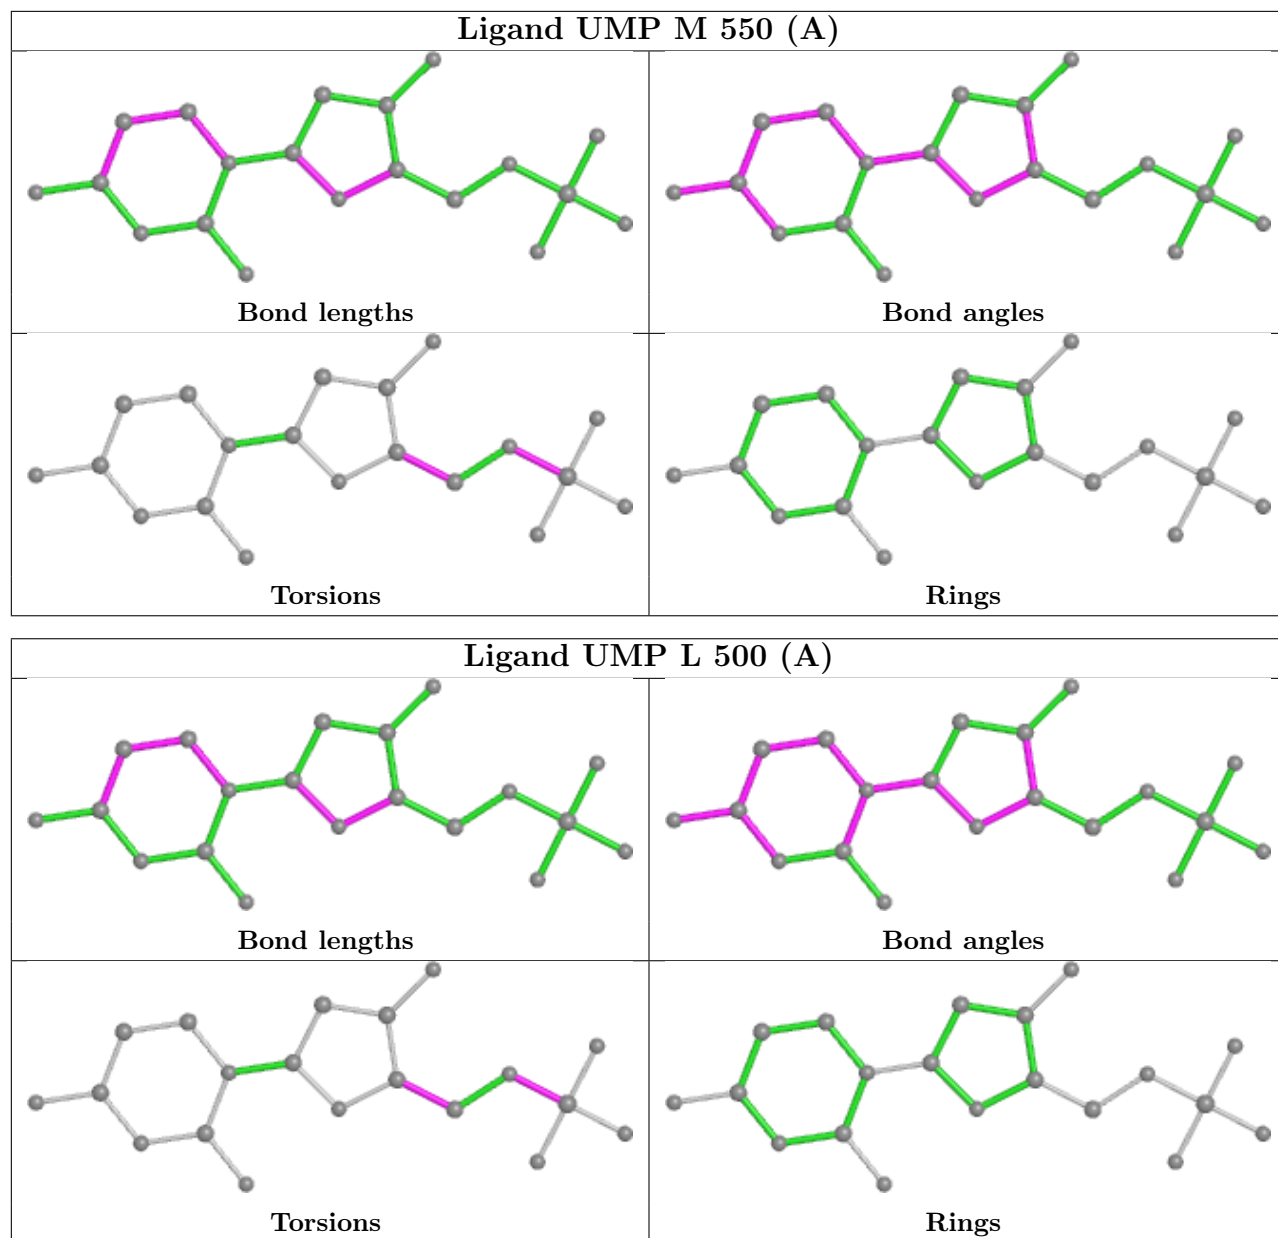 Ligand UMP M 550 (A)
Bond lengths
Bond angles
Torsions
Rings
Ligand UMP L 500 (A)
Bond lengths
Bond angles
Torsions
Rings